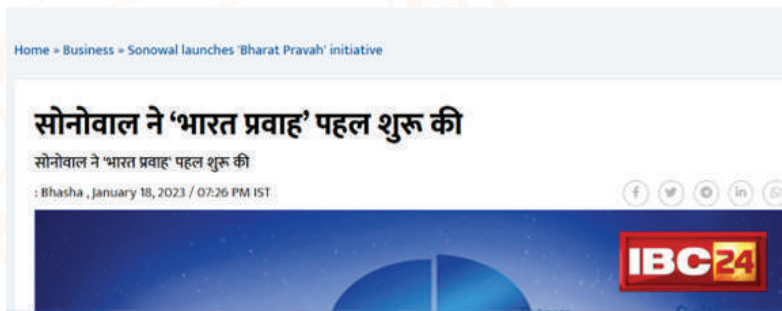 Home » Business » Sonowal launches 'Bharat Pravah' initiative
सोनोवाल ने ‘भारत प्रवाह’ पहल शुरू की
सोनोवाल ने 'भारत प्रवाह' पहल शुरू की
: Bhasha , January 18, 2023 / 07:26 PM IST
IBC24